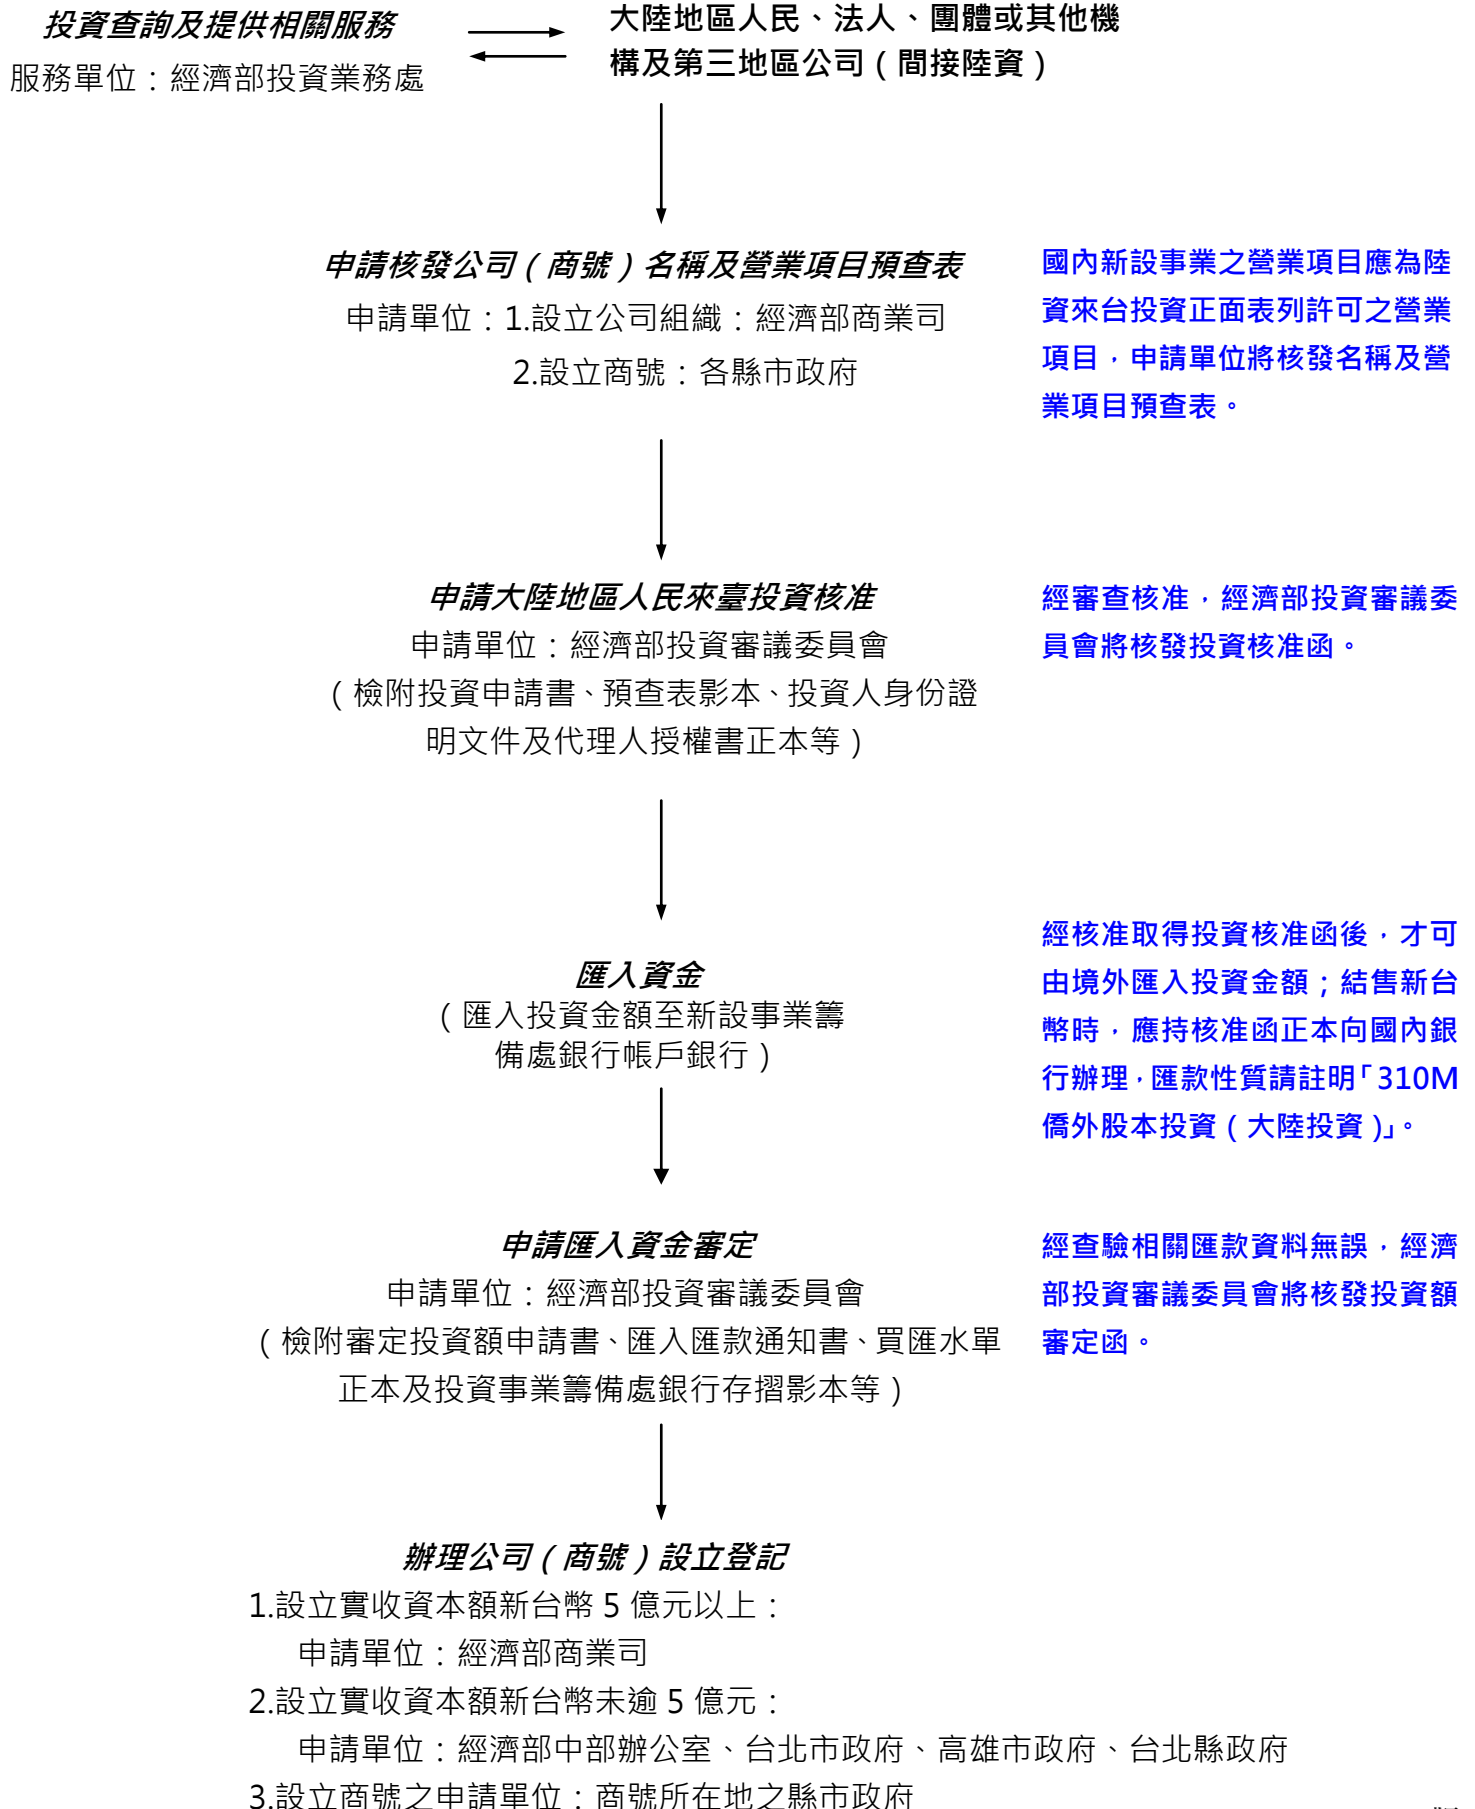 投資查詢及提供相關服務
服務單位：經濟部投資業務處
大陸地區人民、法人、團體或其他機
構及第三地區公司（間接陸資）
申請核發公司（商號）名稱及營業項目預查表
申請單位：1.設立公司組織：經濟部商業司
2.設立商號：各縣市政府
國內新設事業之營業項目應為陸
資來台投資正面表列許可之營業
項目，申請單位將核發名稱及營
業項目預查表。
申請大陸地區人民來臺投資核准
申請單位：經濟部投資審議委員會
（檢附投資申請書、預查表影本、投資人身份證
明文件及代理人授權書正本等）
經審查核准，經濟部投資審議委
員會將核發投資核准函。
匯入資金
（匯入投資金額至新設事業籌
備處銀行帳戶銀行）
經核准取得投資核准函後，才可
由境外匯入投資金額；結售新台
幣時，應持核准函正本向國內銀
行辦理，匯款性質請註明「310M
僑外股本投資（大陸投資）」。
申請匯入資金審定
申請單位：經濟部投資審議委員會
（檢附審定投資額申請書、匯入匯款通知書、買匯水單
正本及投資事業籌備處銀行存摺影本等）
經查驗相關匯款資料無誤，經濟
部投資審議委員會將核發投資額
審定函。
辦理公司（商號）設立登記
1.設立實收資本額新台幣 5 億元以上：
申請單位：經濟部商業司
2.設立實收資本額新台幣未逾 5 億元：
申請單位：經濟部中部辦公室、台北市政府、高雄市政府、台北縣政府
3.設立商號之申請單位：商號所在地之縣市政府